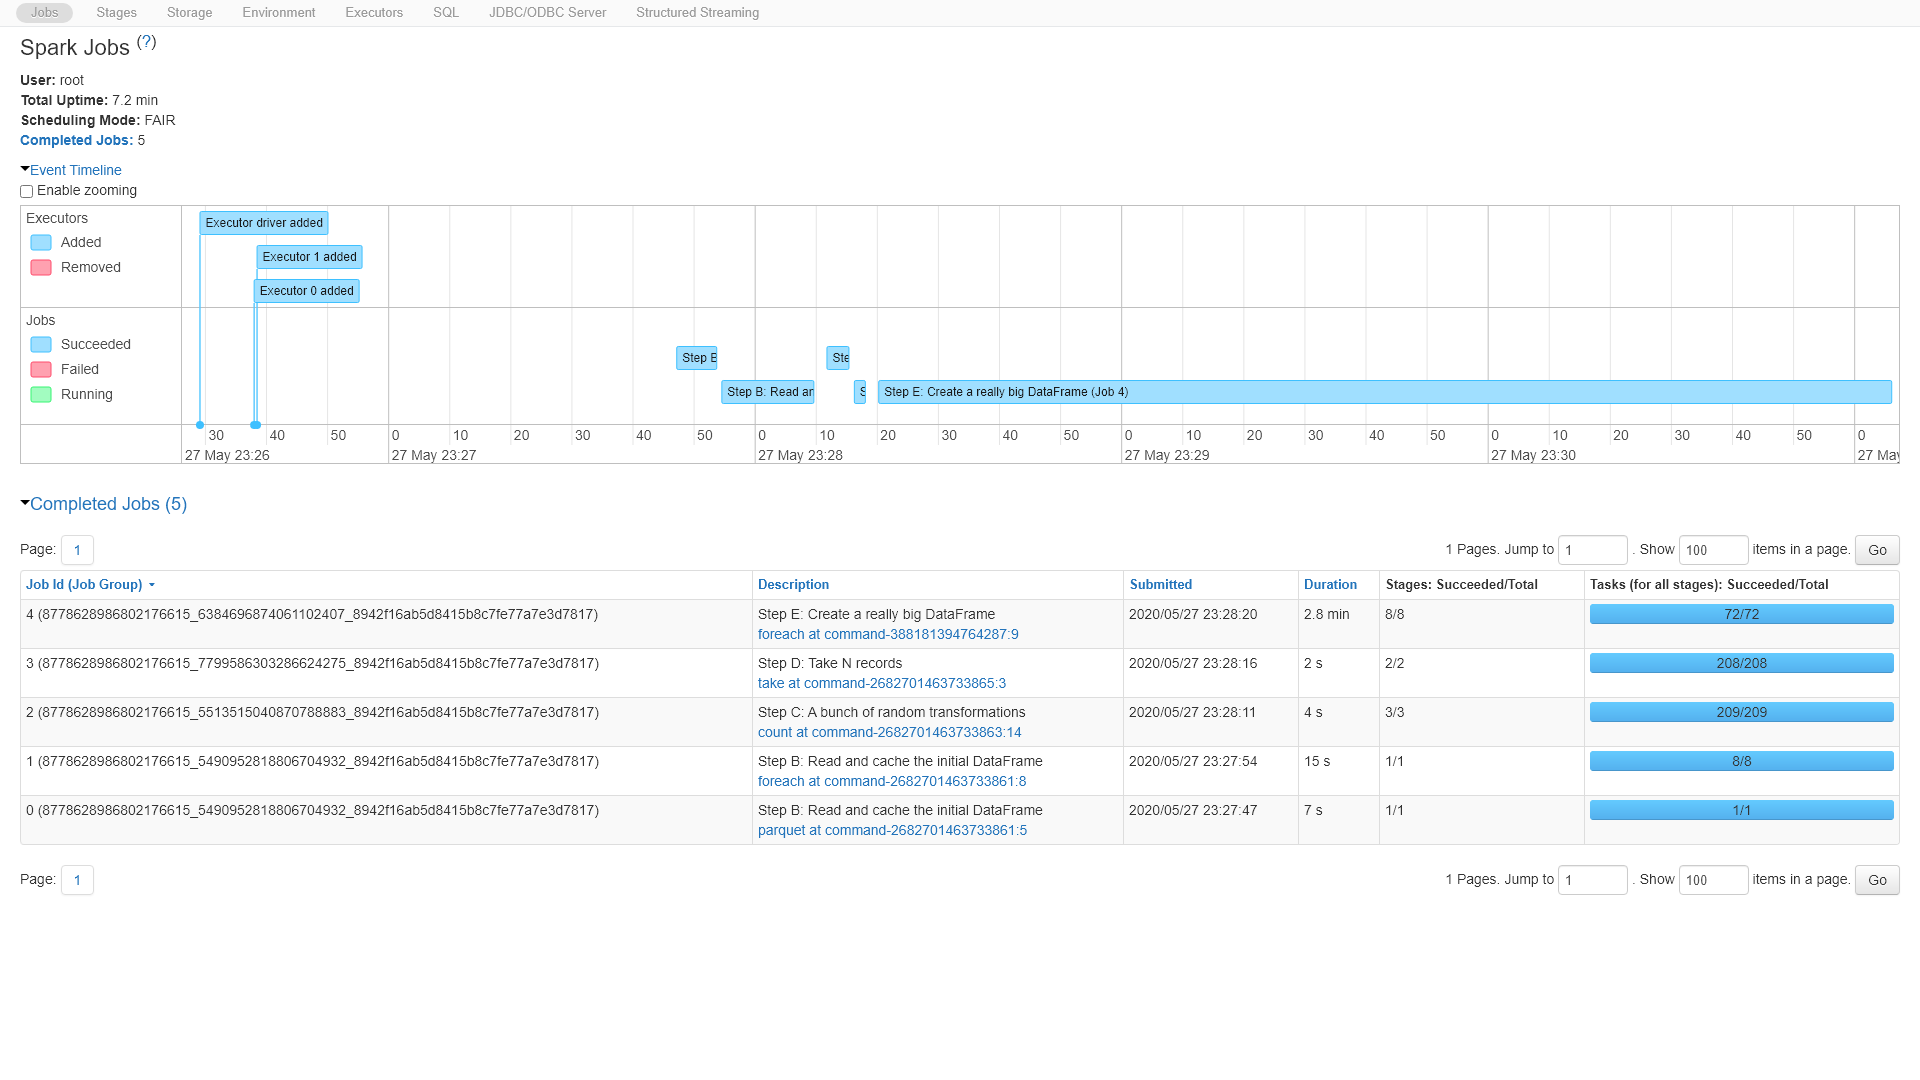 Jobs Stages Storage Environment Executors SQL JDBC/ODBC Server Structured Streaming
Spark Jobs (?)
User: root
Total Uptime: 7.2 min
Scheduling Mode: FAIR
Completed Jobs: 5
Event Timeline
Enable zooming
Executors
Added
Removed
Executor driver added
Executor 1 added
Executor 0 added
Jobs
Succeeded
Failed
Running
Step B
Ste
Step B: Read an
S
Step E: Create a really big DataFrame (Job 4)
30 40 50 0 10 20 30 40 50 0 10 20 30 40 50 0 10 20 30 40 50 0 10 20 30 40 50 0
27 May 23:26 27 May 23:27 27 May 23:28 27 May 23:29 27 May 23:30 27 May
Completed Jobs (5)
Page: 1 1 Pages. Jump to 1 . Show 100 items in a page. Go
Job Id (Job Group) Description Submitted Duration Stages: Succeeded/Total Tasks (for all stages): Succeeded/Total
4 (8778628986802176615_6384696874061102407_8942f16ab5d8415b8c7fe77a7e3d7817) Step E: Create a really big DataFrame 2020/05/27 23:28:20 2.8 min 8/8 72/72
foreach at command-388181394764287:9
3 (8778628986802176615_7799586303286624275_8942f16ab5d8415b8c7fe77a7e3d7817) Step D: Take N records 2020/05/27 23:28:16 2 s 2/2 208/208
take at command-2682701463733865:3
2 (8778628986802176615_5513515040870788883_8942f16ab5d8415b8c7fe77a7e3d7817) Step C: A bunch of random transformations 2020/05/27 23:28:11 4 s 3/3 209/209
count at command-2682701463733863:14
1 (8778628986802176615_5490952818806704932_8942f16ab5d8415b8c7fe77a7e3d7817) Step B: Read and cache the initial DataFrame 2020/05/27 23:27:54 15 s 1/1 8/8
foreach at command-2682701463733861:8
0 (8778628986802176615_5490952818806704932_8942f16ab5d8415b8c7fe77a7e3d7817) Step B: Read and cache the initial DataFrame 2020/05/27 23:27:47 7 s 1/1 1/1
parquet at command-2682701463733861:5
Page: 1 1 Pages. Jump to 1 . Show 100 items in a page. Go